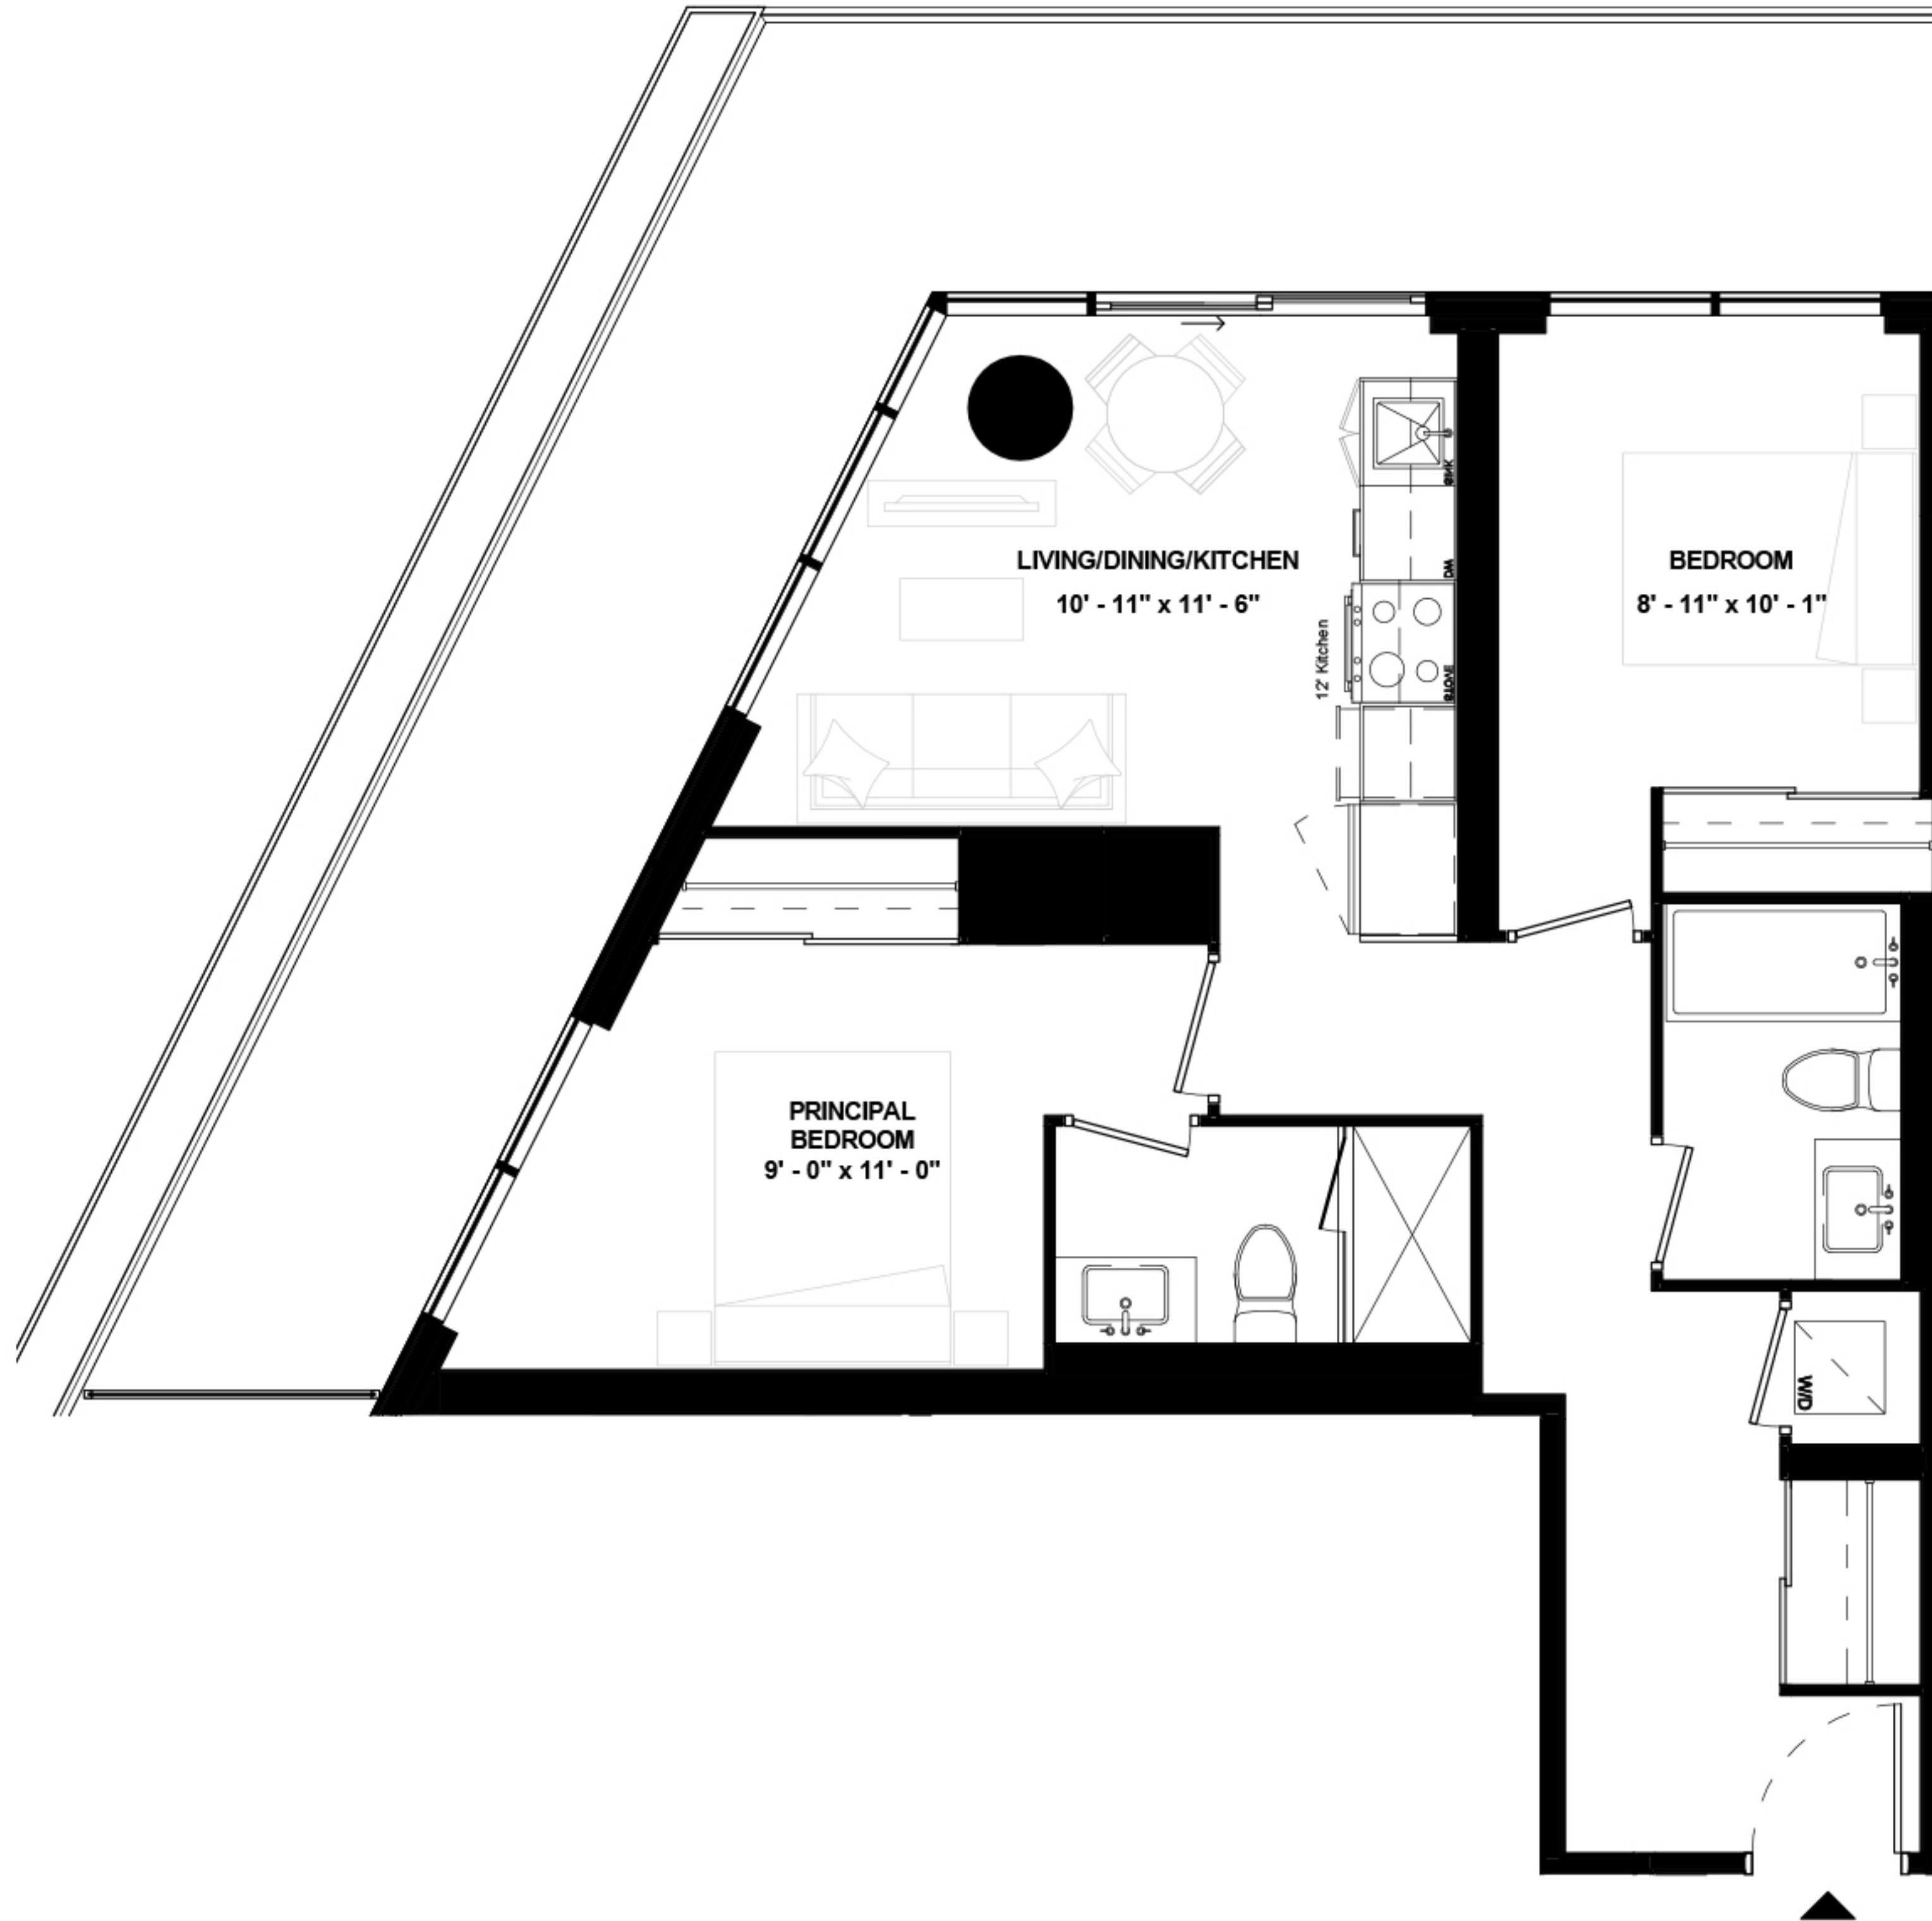 LIVING/DINING/KITCHEN
10' - 11" x 11' - 6"
BEDROOM
8' - 11" x 10' - 1"
SINK
DW
12' Kitchen
STOVE
PRINCIPAL
BEDROOM
9' - 0" x 11' - 0"
W/D